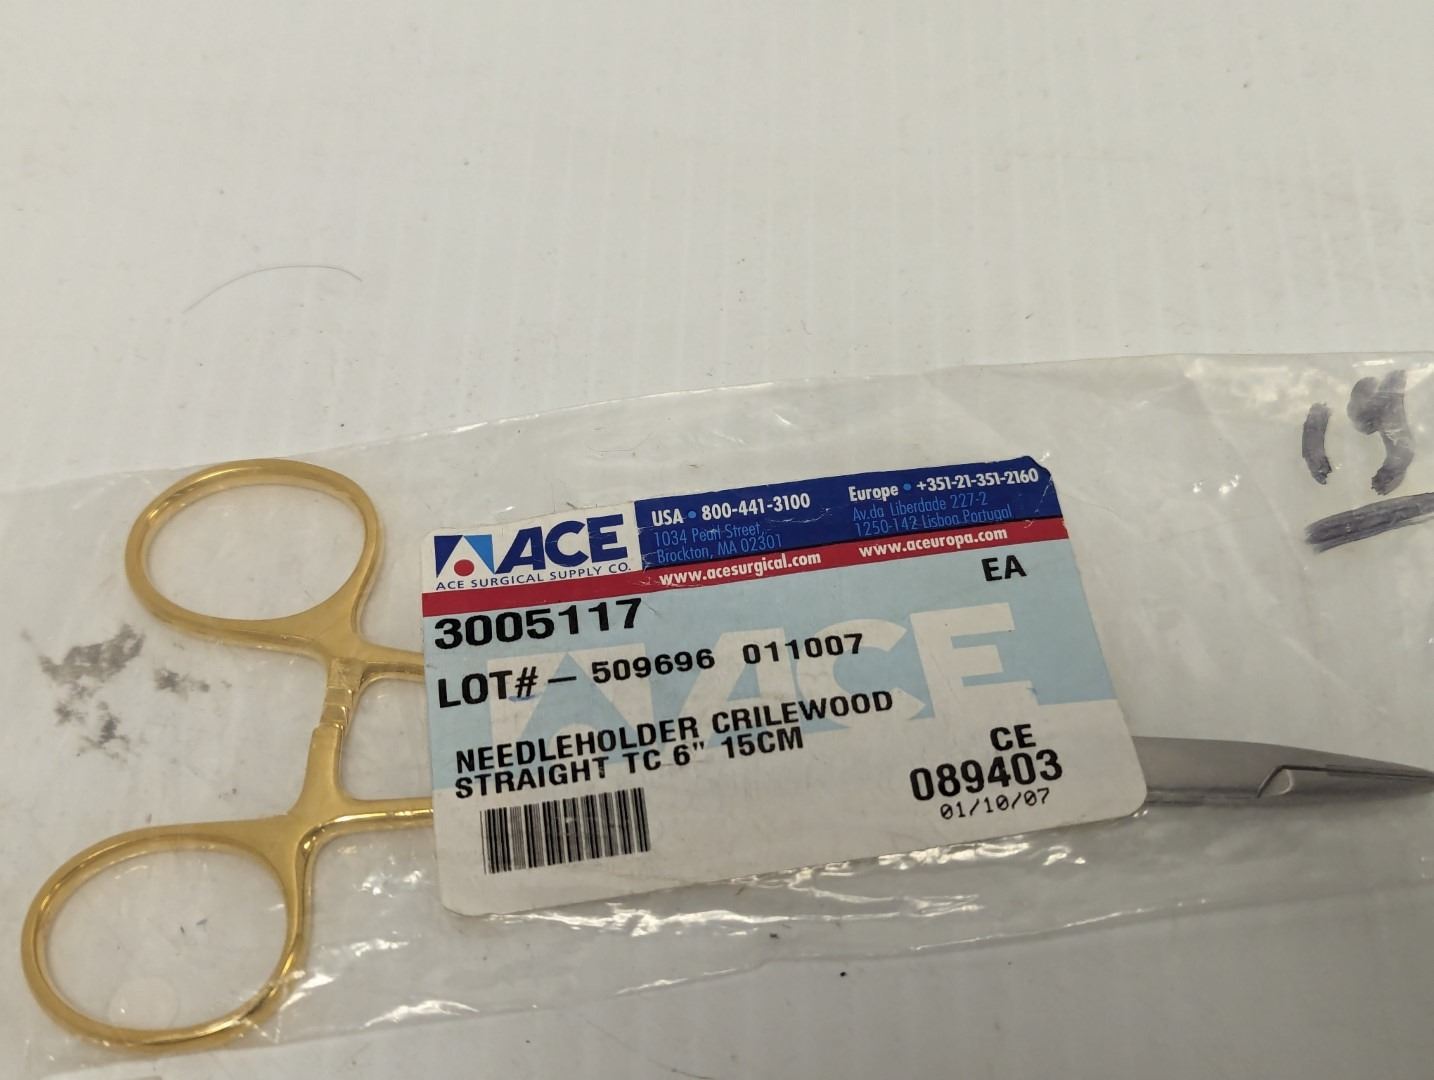 15
ACE
ACE SURGICAL SUPPLY CO.
USA • 800-441-3100
1034 Pearl Street,
Brockton, MA 02301
www.acesurgical.com
Europe • +351-21-351-2160
Av.da Liberdade 227-2
1250-142 Lisboa Portugal
www.aceuropa.com
EA
3005117
LOT#— 509696 011007
ACE
NEEDLEHOLDER CRILEWOOD
STRAIGHT TC 6" 15CM
CE
089403
01/10/07